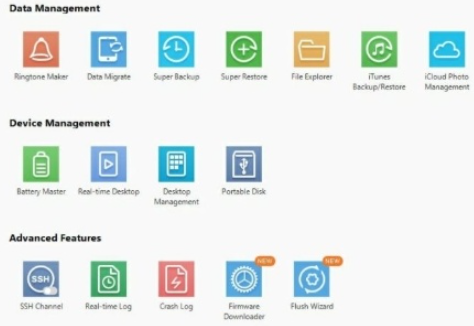 Data Management
Ringtone Maker
Data Migrate
Super Backup
Super Restore
File Explorer
iTunes
Backup/Restore
iCloud Photo
Management
Device Management
Battery Master
Real-time Desktop
Desktop
Management
Portable Disk
Advanced Features
NEW
NEW
SSH
SSH Channel
Real-time Log
Crash Log
Firmware
Downloader
Flush Wizard